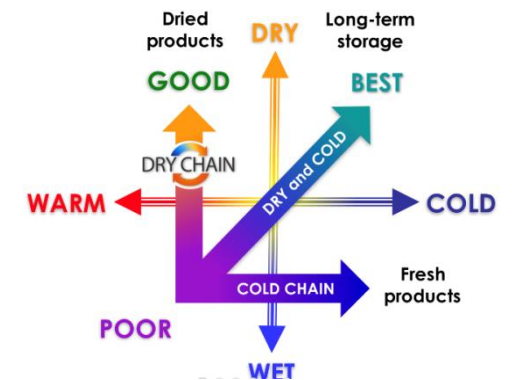 Dried
products
DRY
Long-term
storage
GOOD
BEST
DRY CHAIN
DRY and COLD
WARM
COLD
COLD CHAIN
Fresh
products
POOR
WET